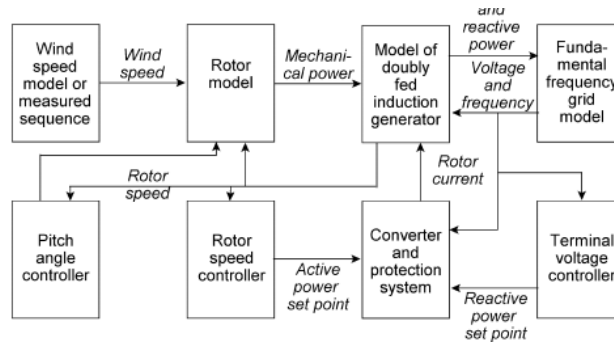 and
reactive power
Wind
speed
model or
measured
sequence
Wind
speed
Rotor
model
Mechani-
cal power
Model of
doubly
fed
induction
generator
Voltage
and
frequency
Funda-
mental
frequency
grid
model
Rotor
speed
Rotor
current
Pitch
angle
controller
Rotor
speed
controller
Active
power
set point
Converter
and
protection
system
Reactive
power
set point
Terminal
voltage
controller